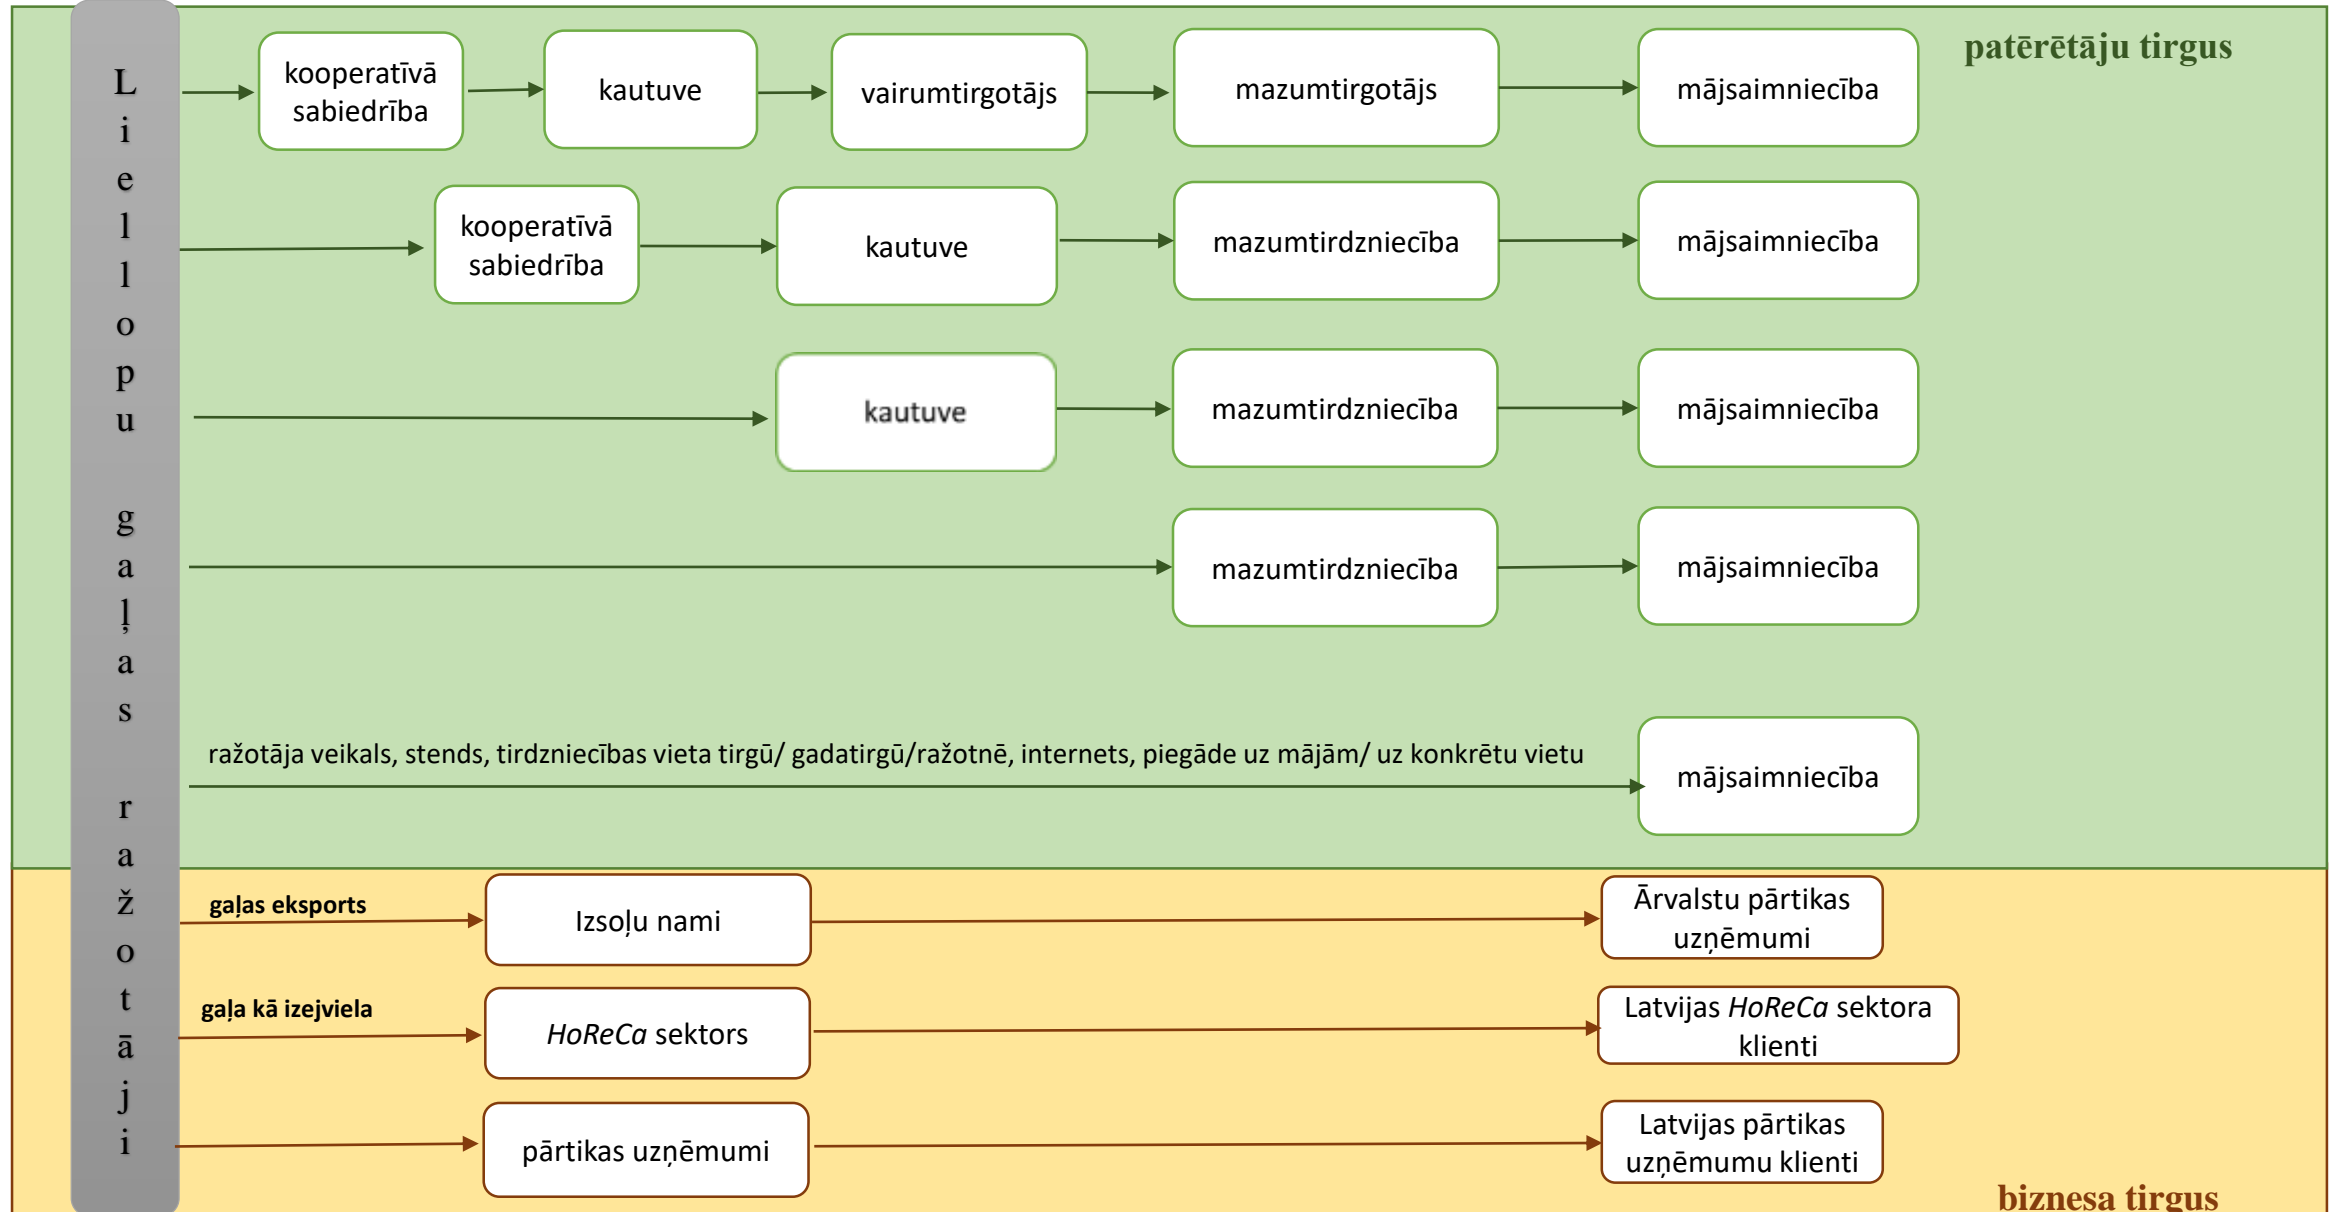 Lielopu gaļas ražotāji
patērētāju tirgus
kooperatīvā
sabiedrība
kautuve
vairumtirgotājs
mazumtirgotājs
mājsaimniecība
kooperatīvā
sabiedrība
kautuve
mazumtirdzniecība
mājsaimniecība
kautuve
mazumtirdzniecība
mājsaimniecība
mazumtirdzniecība
mājsaimniecība
ražotāja veikals, stends, tirdzniecības vieta tirgū/ gadatirgū/ražotnē, internets, piegāde uz mājām/ uz konkrētu vietu
mājsaimniecība
gaļas eksports
Izsoļu nami
Ārvalstu pārtikas
uzņēmumi
gaļa kā izejviela
HoReCa sektors
Latvijas HoReCa sektora
klienti
pārtikas uzņēmumi
Latvijas pārtikas
uzņēmumu klienti
biznesa tirgus